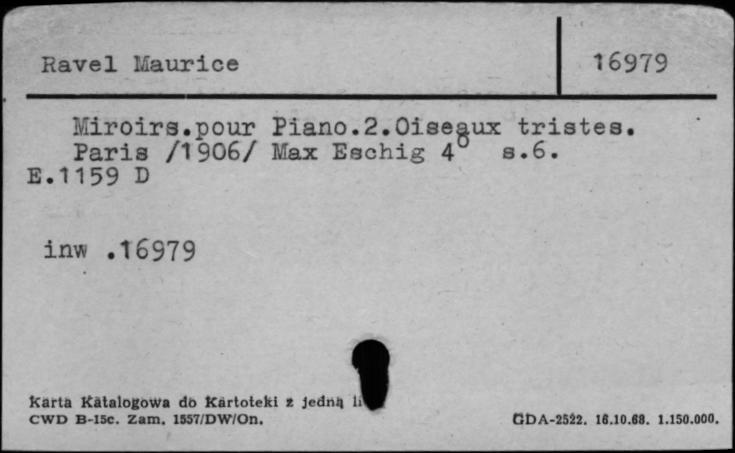 Ravel Maurice 16979
Miroirs.pour Piano.2.Oiseaux tristes.
Paris /1906/ Max Eschig 4° s.6.
E.1159 D
inw .16979
Karta Katalogowa do Kartoteki z jedną li
CWD B-15c. Zam. 1557/DW/On. GDA-2522. 16.10.68. 1.150.000.